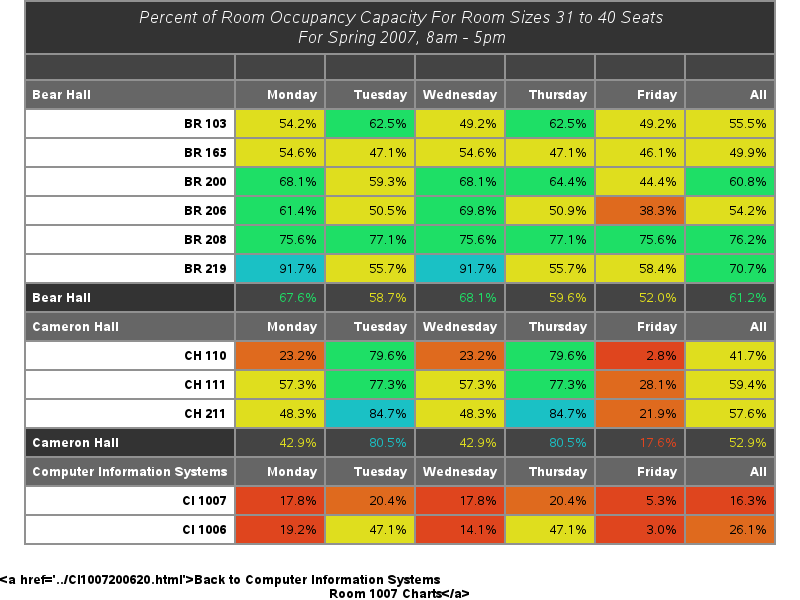 Percent of Room Occupancy Capacity For Room Sizes 31 to 40 Seats
For Spring 2007, 8am - 5pm
Bear Hall Monday Tuesday Wednesday Thursday Friday All
BR 103 54.2% 62.5% 49.2% 62.5% 49.2% 55.5%
BR 165 54.6% 47.1% 54.6% 47.1% 46.1% 49.9%
BR 200 68.1% 59.3% 68.1% 64.4% 44.4% 60.8%
BR 206 61.4% 50.5% 69.8% 50.9% 38.3% 54.2%
BR 208 75.6% 77.1% 75.6% 77.1% 75.6% 76.2%
BR 219 91.7% 55.7% 91.7% 55.7% 58.4% 70.7%
Bear Hall 67.6% 58.7% 68.1% 59.6% 52.0% 61.2%
Cameron Hall Monday Tuesday Wednesday Thursday Friday All
CH 110 23.2% 79.6% 23.2% 79.6% 2.8% 41.7%
CH 111 57.3% 77.3% 57.3% 77.3% 28.1% 59.4%
CH 211 48.3% 84.7% 48.3% 84.7% 21.9% 57.6%
Cameron Hall 42.9% 80.5% 42.9% 80.5% 17.6% 52.9%
Computer Information Systems Monday Tuesday Wednesday Thursday Friday All
CI 1007 17.8% 20.4% 17.8% 20.4% 5.3% 16.3%
CI 1006 19.2% 47.1% 14.1% 47.1% 3.0% 26.1%
<a href='../CI1007200620.html'>Back to Computer Information Systems
Room 1007 Charts</a>